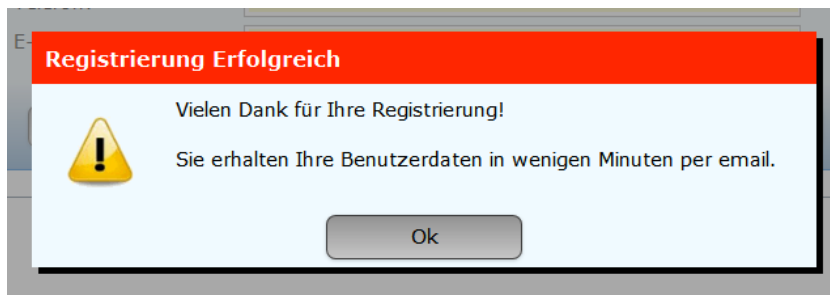 E-
Registrierung Erfolgreich
Vielen Dank für Ihre Registrierung!
Sie erhalten Ihre Benutzerdaten in wenigen Minuten per email.
Ok